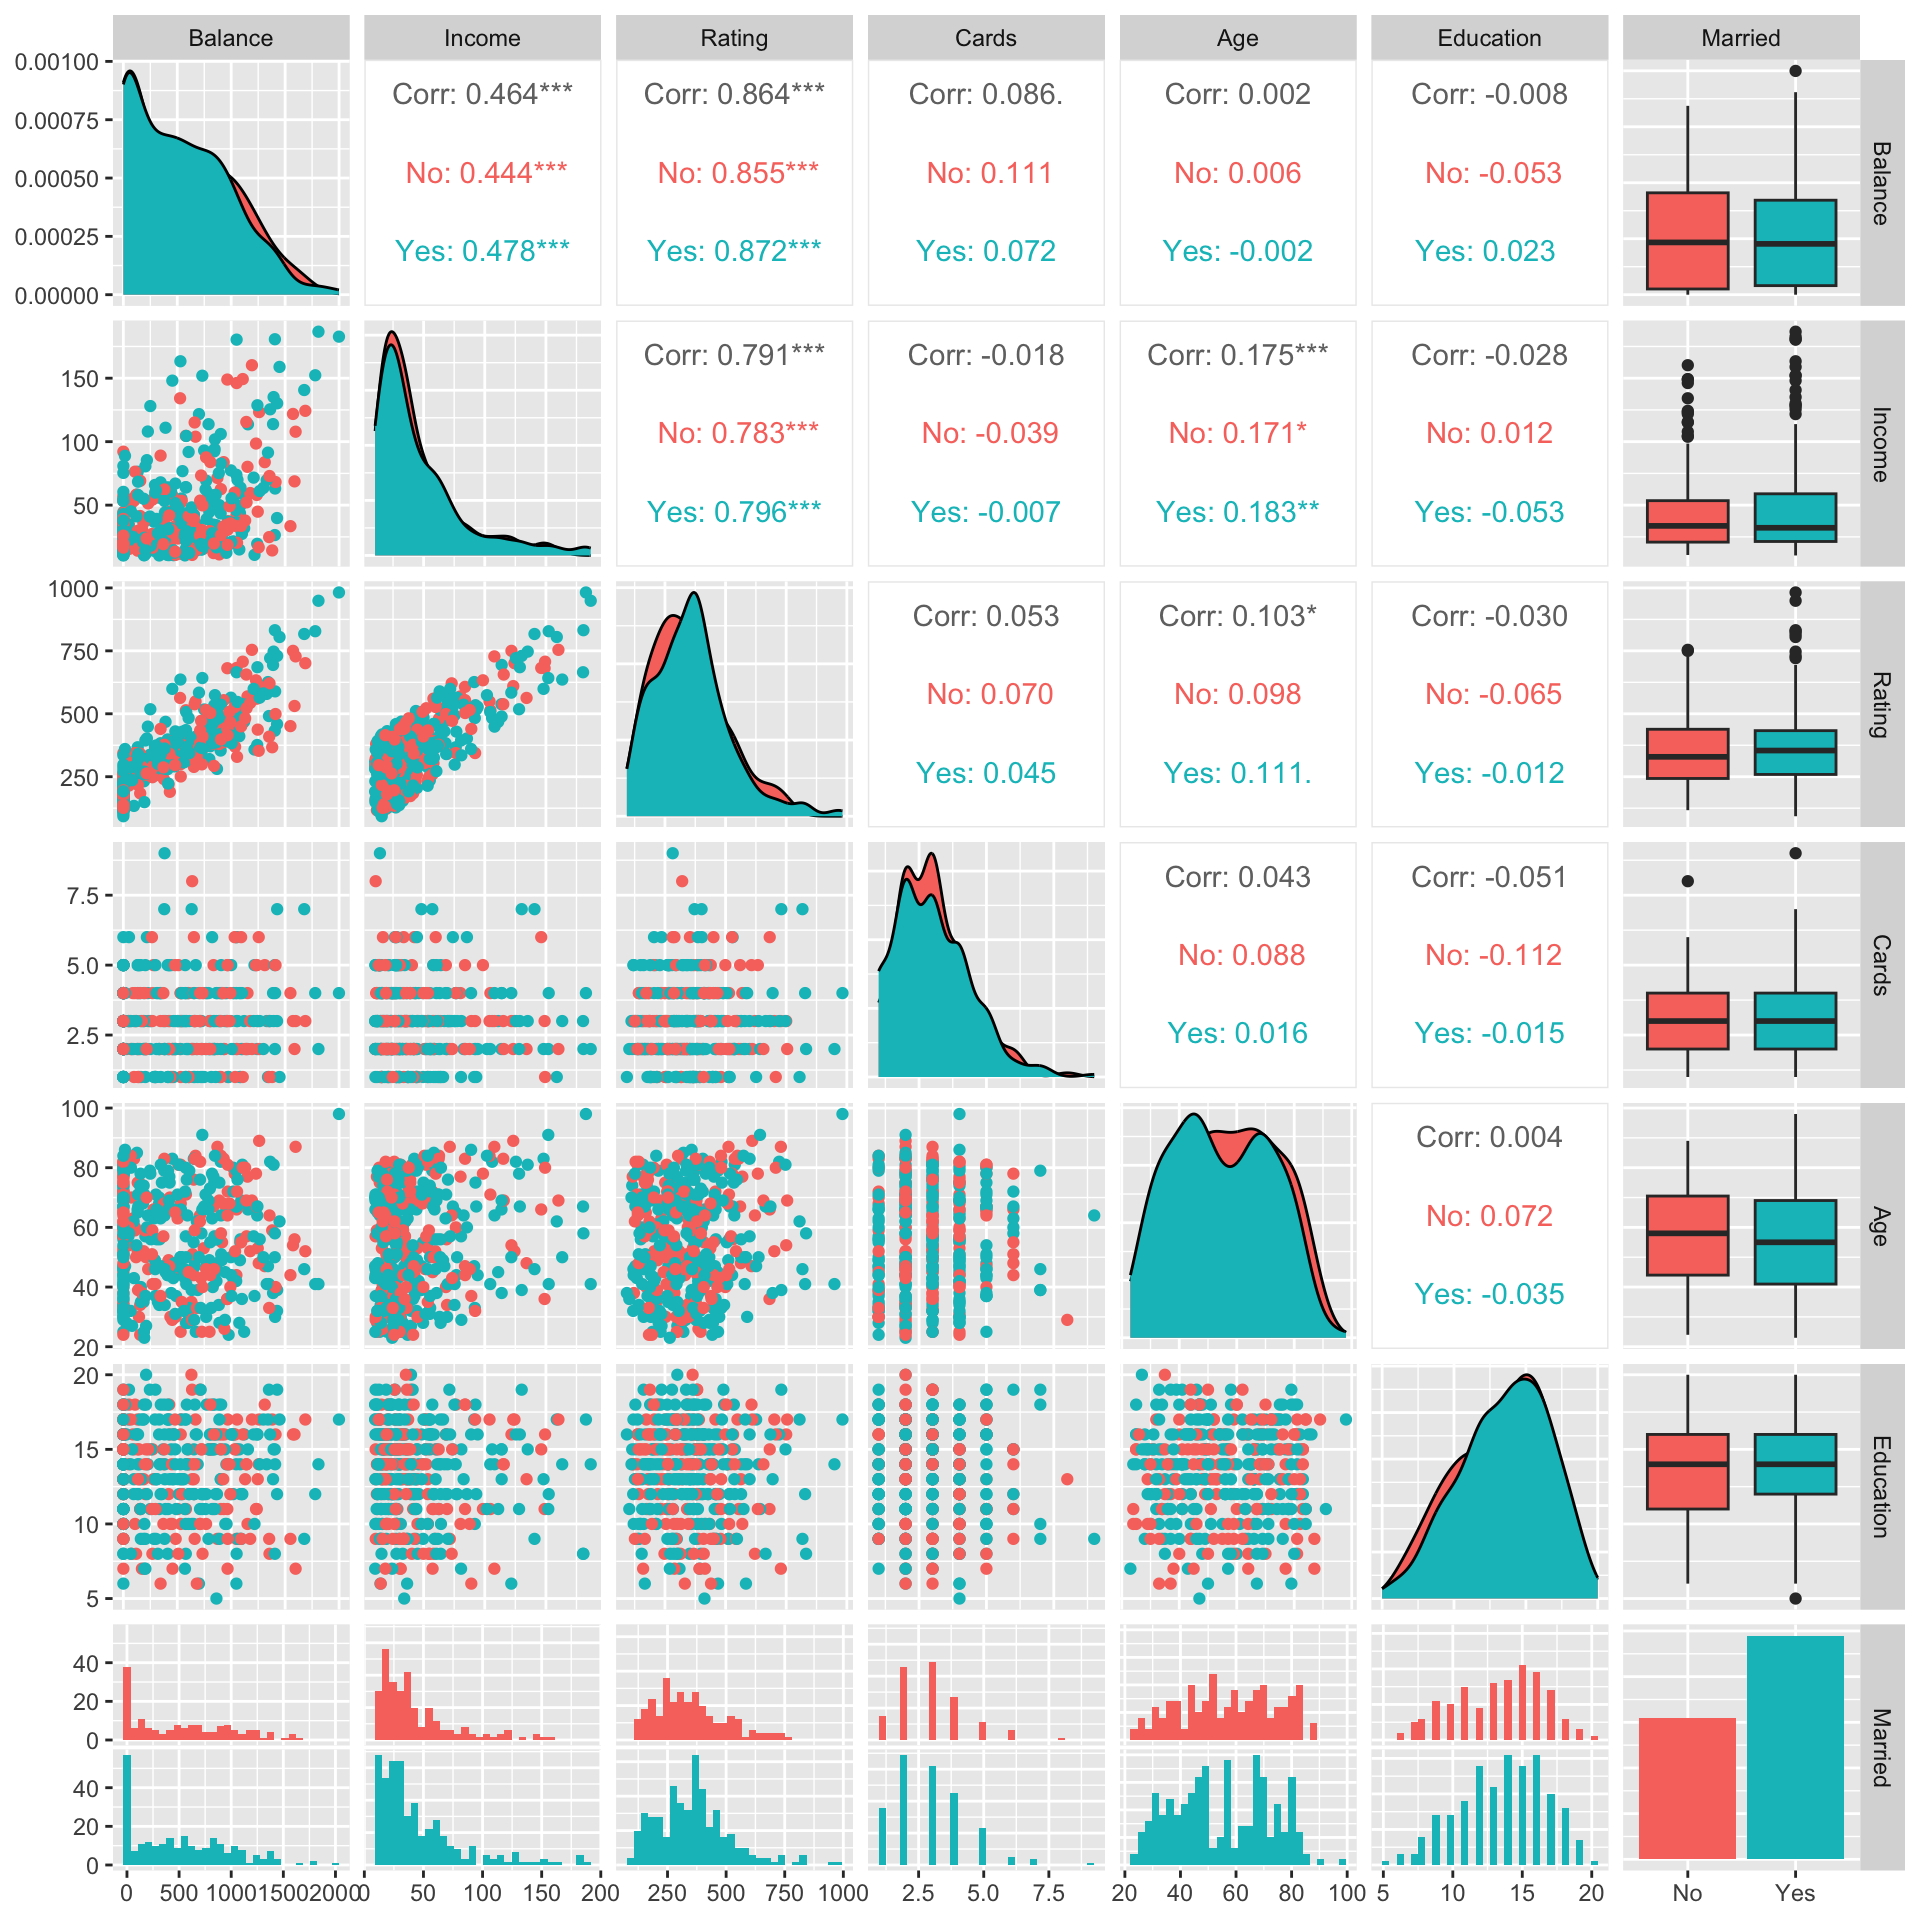 Balance Income Rating Cards Age Education Married
0.00100
0.00075
0.00050
0.00025
0.00000
Corr: 0.464***
No: 0.444***
Yes: 0.478***
Corr: 0.864***
No: 0.855***
Yes: 0.872***
Corr: 0.086.
No: 0.111
Yes: 0.072
Corr: 0.002
No: 0.006
Yes: -0.002
Corr: -0.008
No: -0.053
Yes: 0.023
Balance
150
100
50
Corr: 0.791***
No: 0.783***
Yes: 0.796***
Corr: -0.018
No: -0.039
Yes: -0.007
Corr: 0.175***
No: 0.171*
Yes: 0.183**
Corr: -0.028
No: 0.012
Yes: -0.053
Income
1000
750
500
250
Corr: 0.053
No: 0.070
Yes: 0.045
Corr: 0.103*
No: 0.098
Yes: 0.111.
Corr: -0.030
No: -0.065
Yes: -0.012
Rating
7.5
5.0
2.5
Corr: 0.043
No: 0.088
Yes: 0.016
Corr: -0.051
No: -0.112
Yes: -0.015
Cards
100
80
60
40
20
Corr: 0.004
No: 0.072
Yes: -0.035
Age
20
15
10
5
Education
40
20
0
40
20
0
Married
0 500 1000 1500 2000
0 50 100 150 200
250 500 750 1000
2.5 5.0 7.5
20 40 60 80 100
5 10 15 20
No Yes